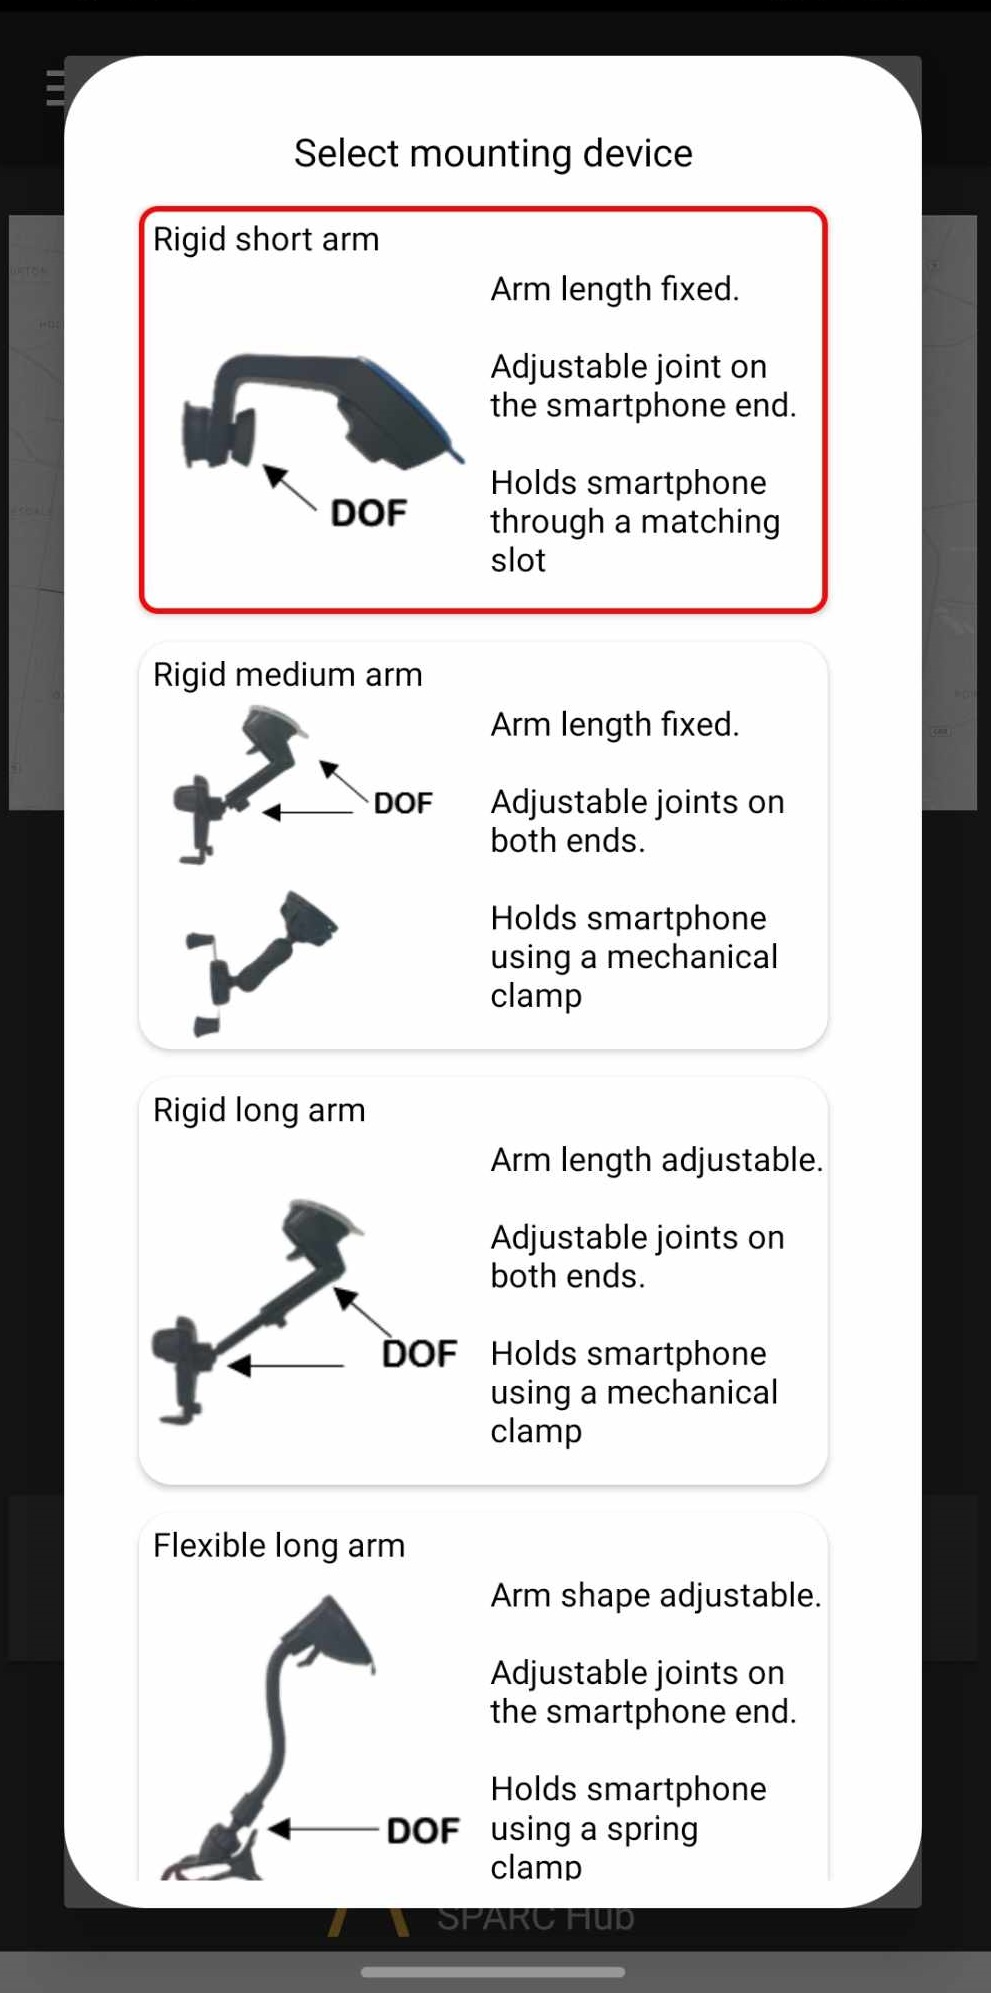 Select mounting device
Rigid short arm
Arm length fixed.
Adjustable joint on
the smartphone end.
Holds smartphone
through a matching
slot
DOF
Rigid medium arm
Arm length fixed.
Adjustable joints on
both ends.
Holds smartphone
using a mechanical
clamp
DOF
Rigid long arm
Arm length adjustable.
Adjustable joints on
both ends.
Holds smartphone
using a mechanical
clamp
DOF
Flexible long arm
Arm shape adjustable.
Adjustable joints on
the smartphone end.
Holds smartphone
using a spring
clamp
DOF
SPARC Hub